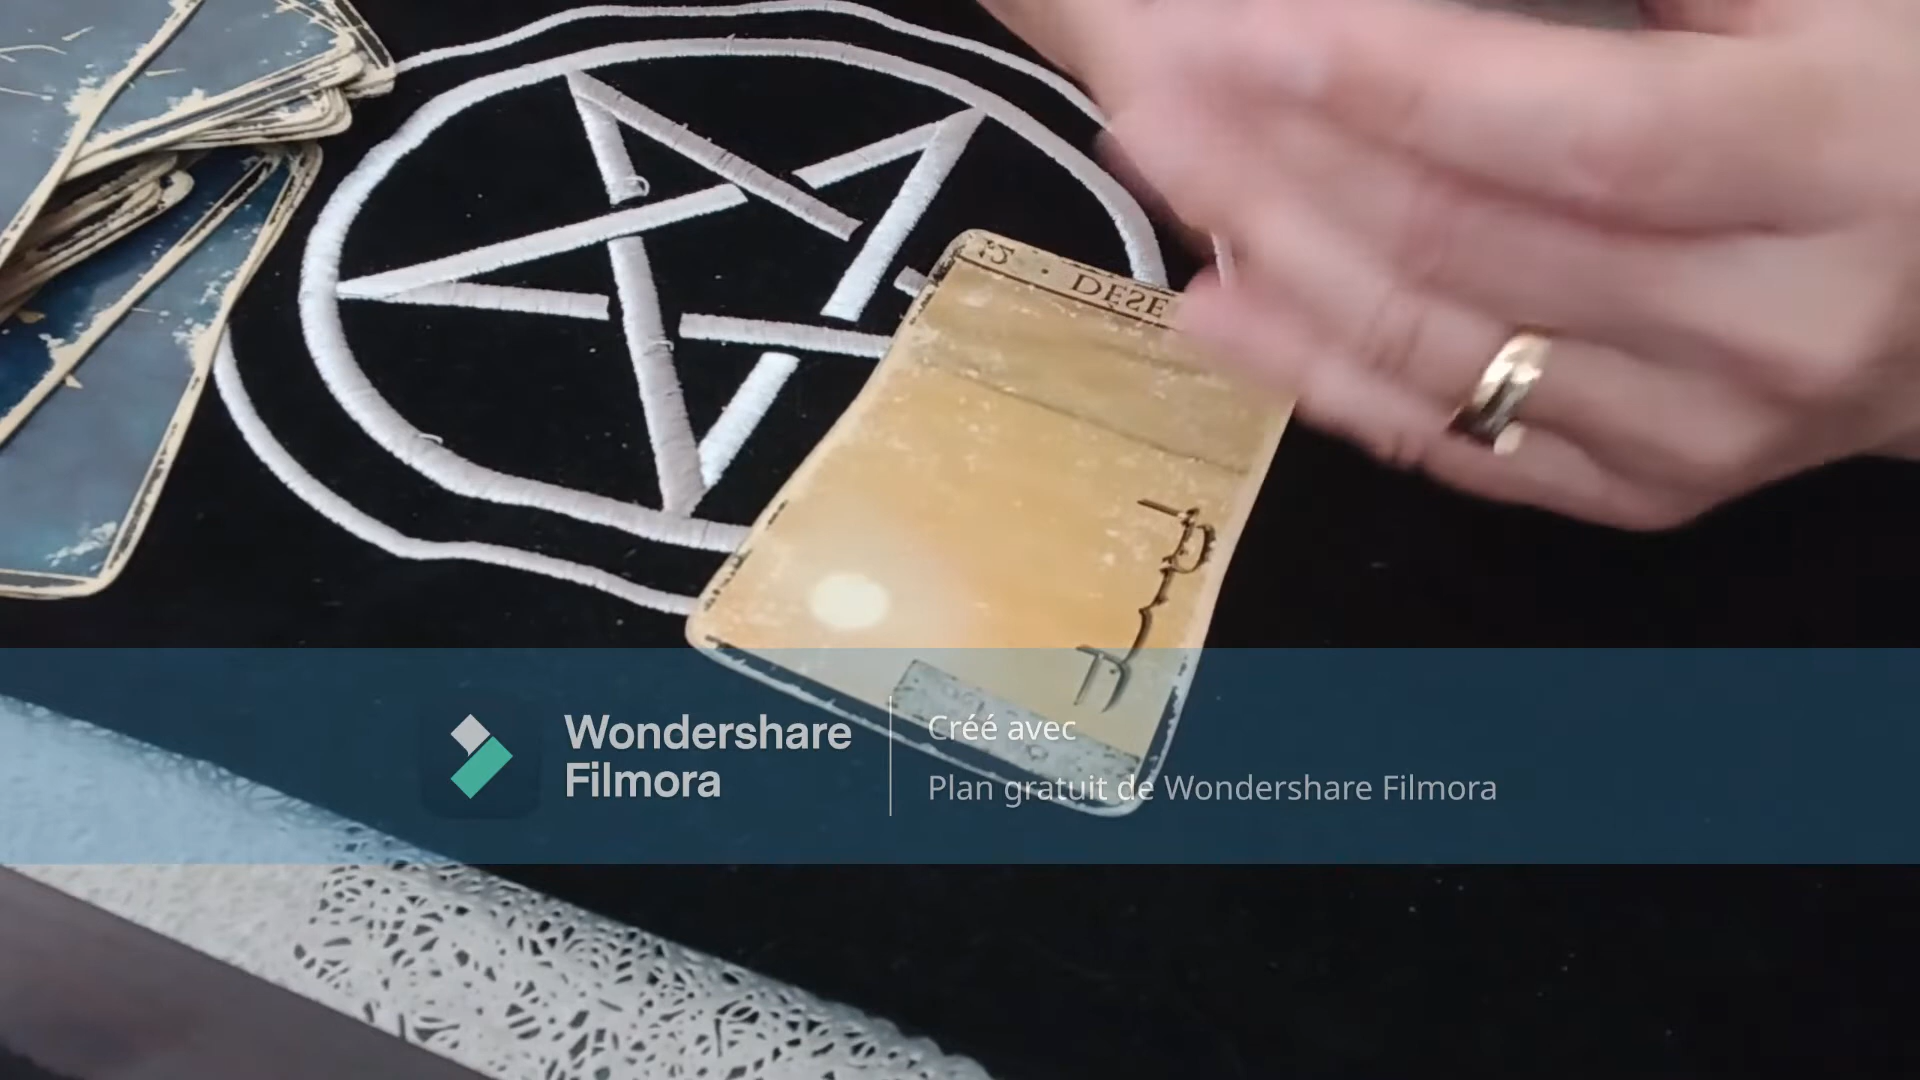 Wondershare
Filmora
Créé avec
Plan gratuit de Wondershare Filmora